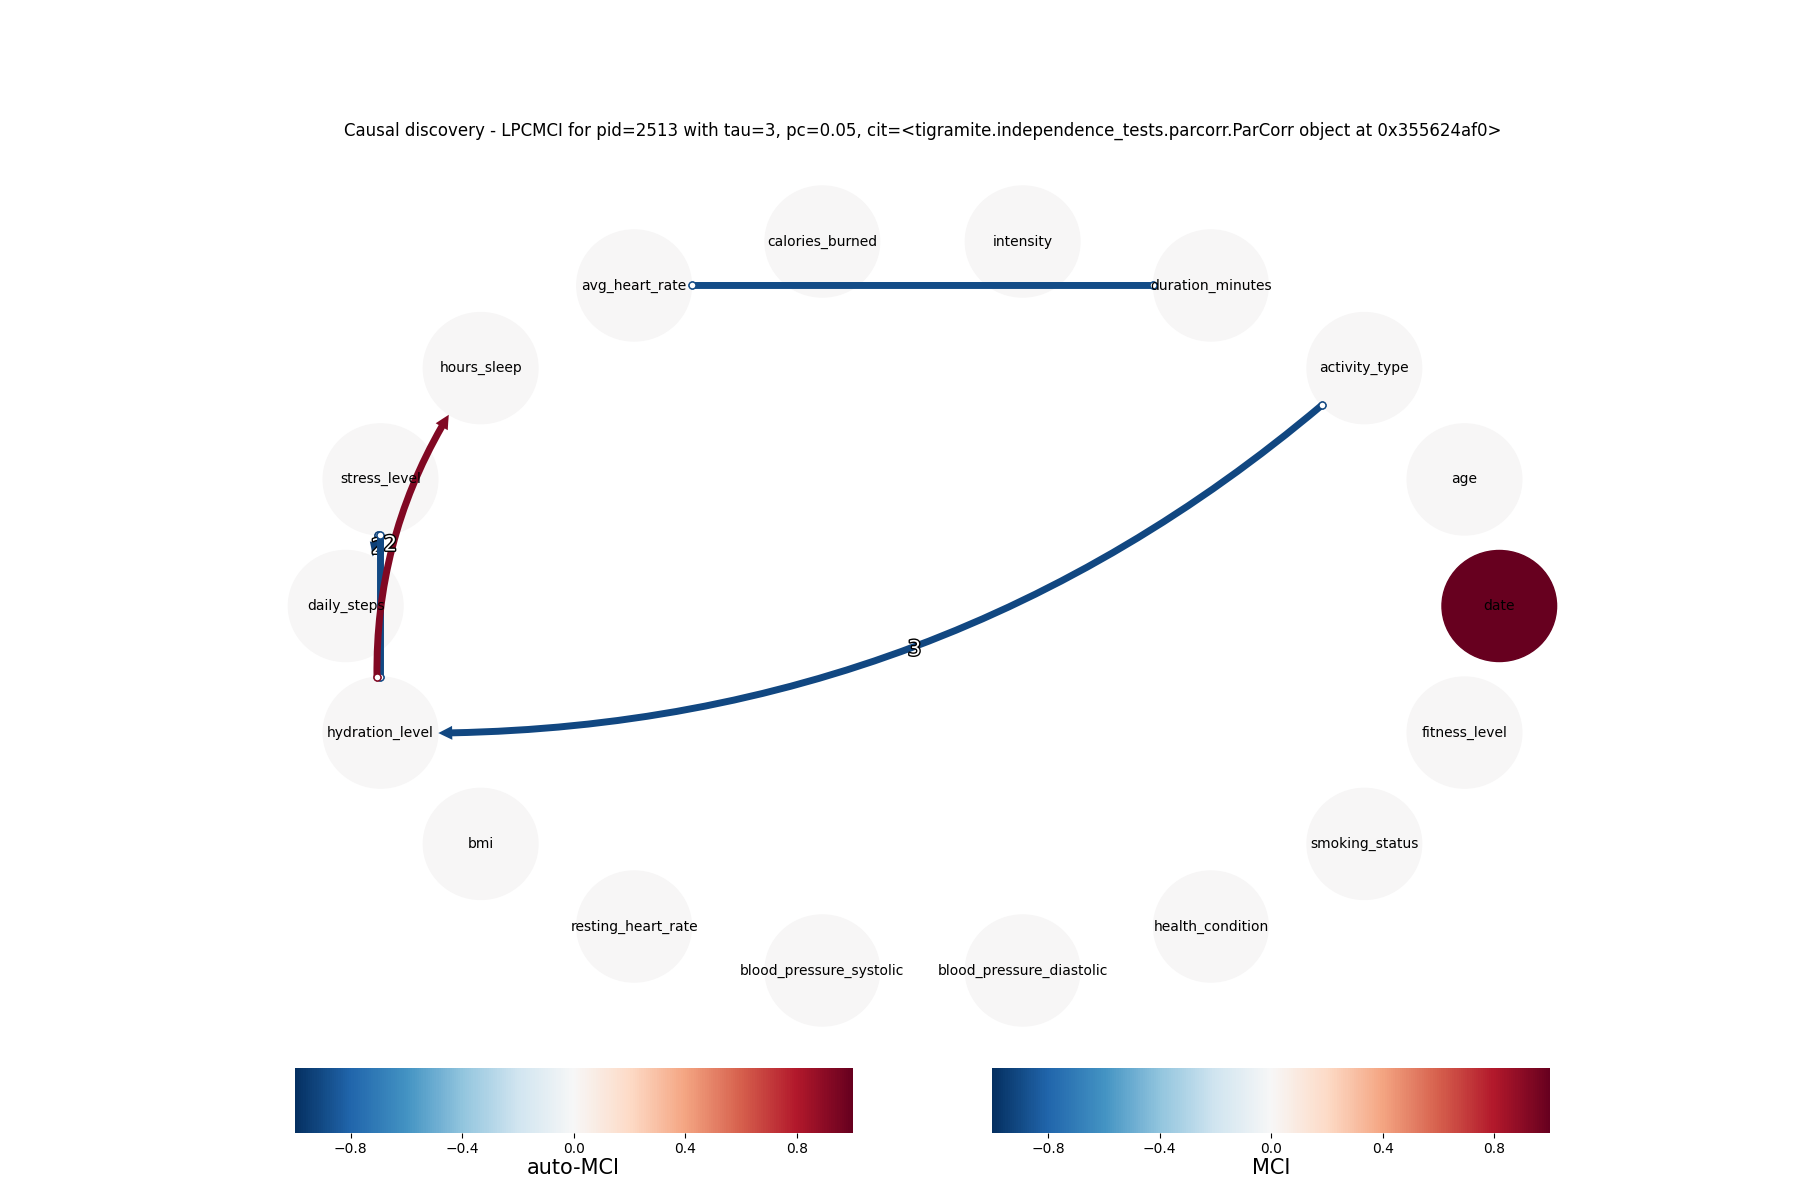 Causal discovery - LPCMCI for pid=2513 with tau=3, pc=0.05, cit=<tigramite.independence_tests.parcorr.ParCorr object at 0x355624af0>
calories_burned
intensity
avg_heart_rate
duration_minutes
hours_sleep
activity_type
stress_level
age
2
2
daily_steps
date
3
hydration_level
fitness_level
bmi
smoking_status
resting_heart_rate
health_condition
blood_pressure_systolic
blood_pressure_diastolic
−0.8 −0.4 0.0 0.4 0.8
auto-MCI
−0.8 −0.4 0.0 0.4 0.8
MCI